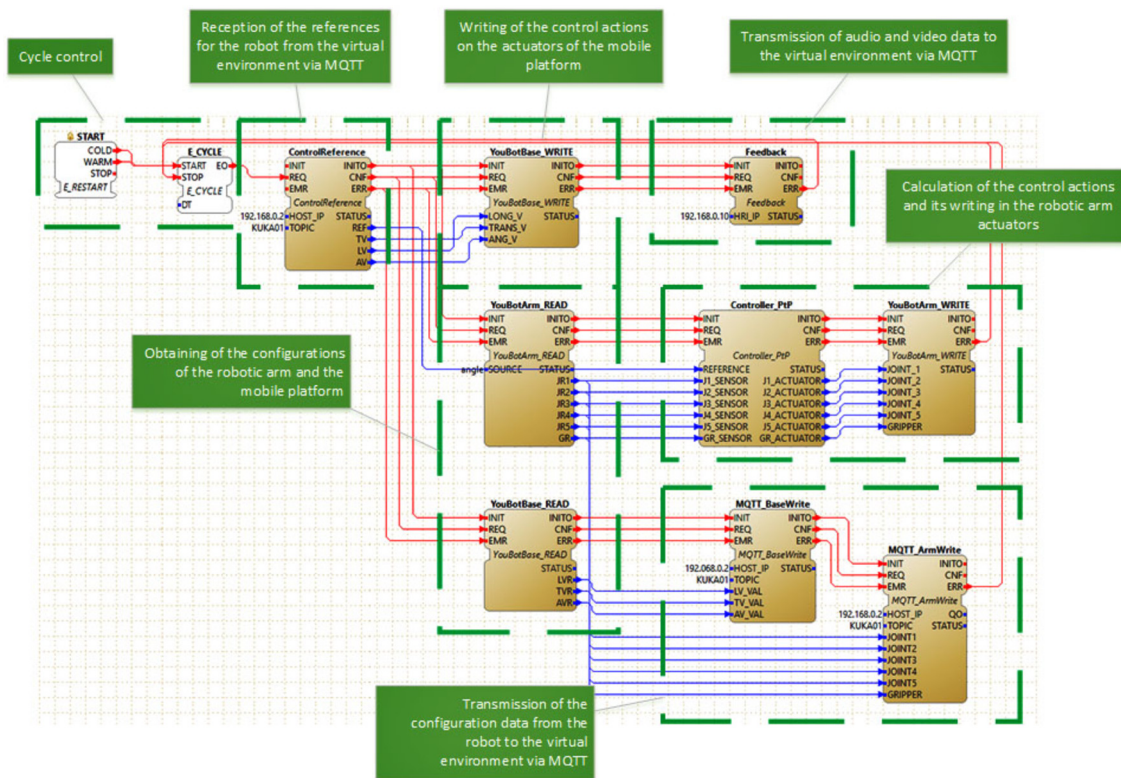 Cycle control
Reception of the references
for the robot from the virtual
environment via MQTT
Writing of the control actions
on the actuators of the mobile
platform
Transmission of audio and video data to
the virtual environment via MQTT
START
COLD
WARM
STOP
E_RESTART
E_CYCLE
START EO
STOP
E_CYCLE
DT
ControlReference
INIT INITO
REQ CNF
EMR ERR
ControlReference
192.168.0.2 HOST_IP STATUS
KUKA01 TOPIC REF
TV
LV
AV
YouBotBase_WRITE
INIT INITO
REQ CNF
EMR ERR
YouBotBase_WRITE
LONG_V STATUS
TRANS_V
ANG_V
Feedback
INIT INITO
REQ CNF
EMR ERR
Feedback
192.168.0.10 HRI_IP STATUS
Calculation of the control actions
and its writing in the robotic arm
actuators
Obtaining of the configurations
of the robotic arm and the
mobile platform
YouBotArm_READ
INIT INITO
REQ CNF
EMR ERR
YouBotArm_READ
angle SOURCE STATUS
JR1
JR2
JR3
JR4
JR5
GR
Controller_PtP
INIT INITO
REQ CNF
EMR ERR
Controller_PtP
REFERENCE STATUS
J1_SENSOR J1_ACTUATOR
J2_SENSOR J2_ACTUATOR
J3_SENSOR J3_ACTUATOR
J4_SENSOR J4_ACTUATOR
J5_SENSOR J5_ACTUATOR
GR_SENSOR GR_ACTUATOR
YouBotArm_WRITE
INIT INITO
REQ CNF
EMR ERR
YouBotArm_WRITE
JOINT_1 STATUS
JOINT_2
JOINT_3
JOINT_4
JOINT_5
GRIPPER
YouBotBase_READ
INIT INITO
REQ CNF
EMR ERR
YouBotBase_READ
STATUS
LVR
TVR
AVR
MQTT_BaseWrite
INIT INITO
REQ CNF
EMR ERR
MQTT_BaseWrite
192.068.0.2 HOST_IP STATUS
KUKA01 TOPIC
LV_VAL
TV_VAL
AV_VAL
MQTT_ArmWrite
INIT INITO
REQ CNF
EMR ERR
MQTT_ArmWrite
192.168.0.2 HOST_IP QO
KUKA01 TOPIC STATUS
JOINT1
JOINT2
JOINT3
JOINT4
JOINT5
GRIPPER
Transmission of the
configuration data from the
robot to the virtual
environment via MQTT